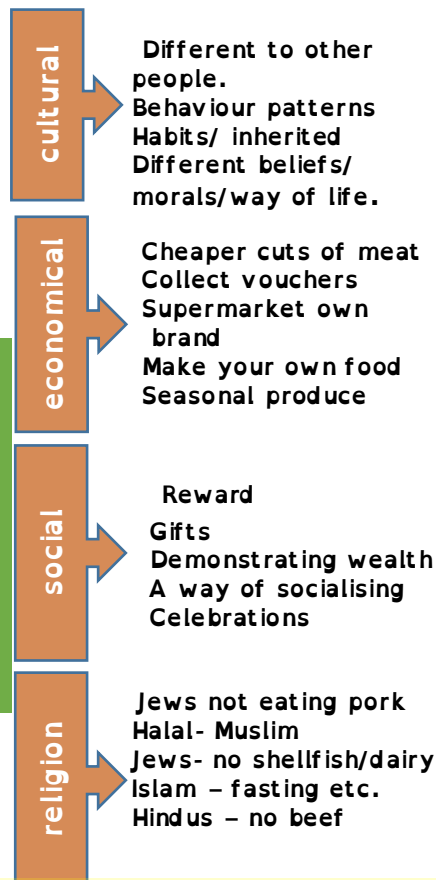 cultural
Different to other
people.
Behaviour patterns
Habits/ inherited
Different beliefs/
morals/way of life.
economical
Cheaper cuts of meat
Collect vouchers
Supermarket own
brand
Make your own food
Seasonal produce
social
Reward
Gifts
Demonstrating wealth
A way of socialising
Celebrations
religion
Jews not eating pork
Halal- Muslim
Jews- no shellfish/dairy
Islam – fasting etc.
Hindus – no beef